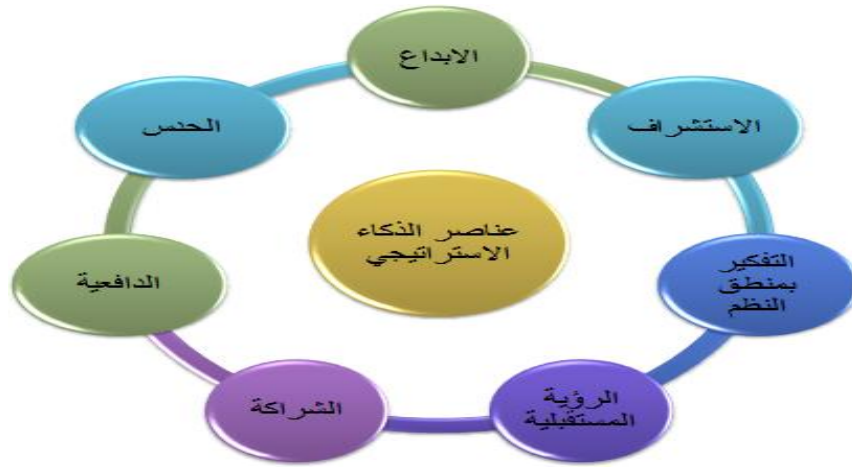 الابداع
الاستشراف
التفكير
بمنطق
النظم
الرؤية
المستقبلية
الشراكة
الدافعية
الحدس
عناصر الذكاء
الاستراتيجي